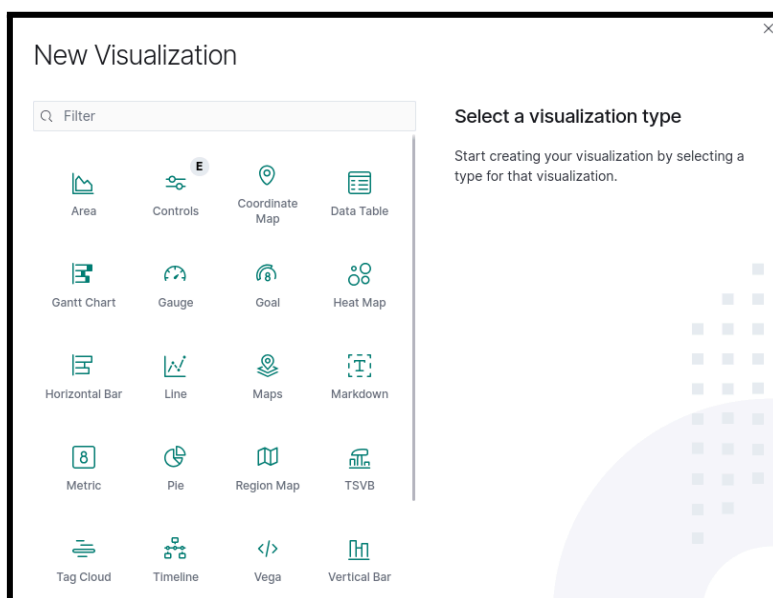 New Visualization
Filter
Select a visualization type
Start creating your visualization by selecting a
type for that visualization.
E
Area
Controls
Coordinate
Map
Data Table
Gantt Chart
Gauge
Goal
Heat Map
Horizontal Bar
Line
Maps
T
Markdown
8
Metric
Pie
Region Map
TSVB
Tag Cloud
Timeline
</>
Vega
Vertical Bar